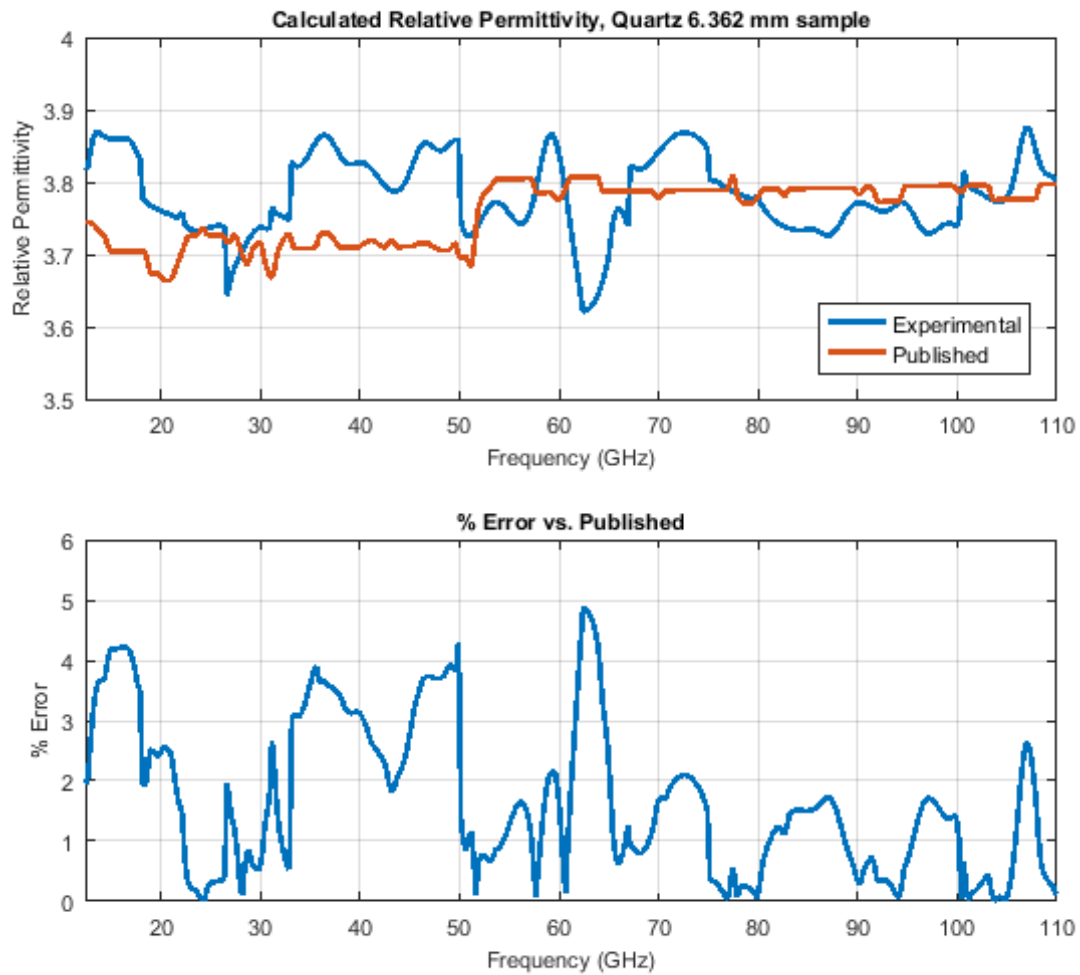 Calculated Relative Permittivity, Quartz 6.362 mm sample
4
3.9
3.8
3.7
3.6
3.5
Relative Permittivity
Experimental
Published
20 30 40 50 60 70 80 90 100 110
Frequency (GHz)
% Error vs. Published
6
5
4
3
2
1
0
% Error
20 30 40 50 60 70 80 90 100 110
Frequency (GHz)